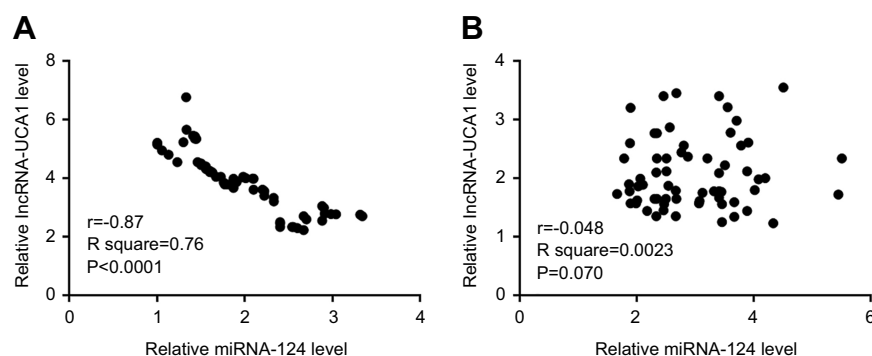 A
Relative lncRNA-UCA1 level
8
6
4
2
0
r=-0.87
R square=0.76
P<0.0001
0 1 2 3 4
Relative miRNA-124 level
B
Relative lncRNA-UCA1 level
4
3
2
1
0
r=-0.048
R square=0.0023
P=0.070
0 2 4 6
Relative miRNA-124 level